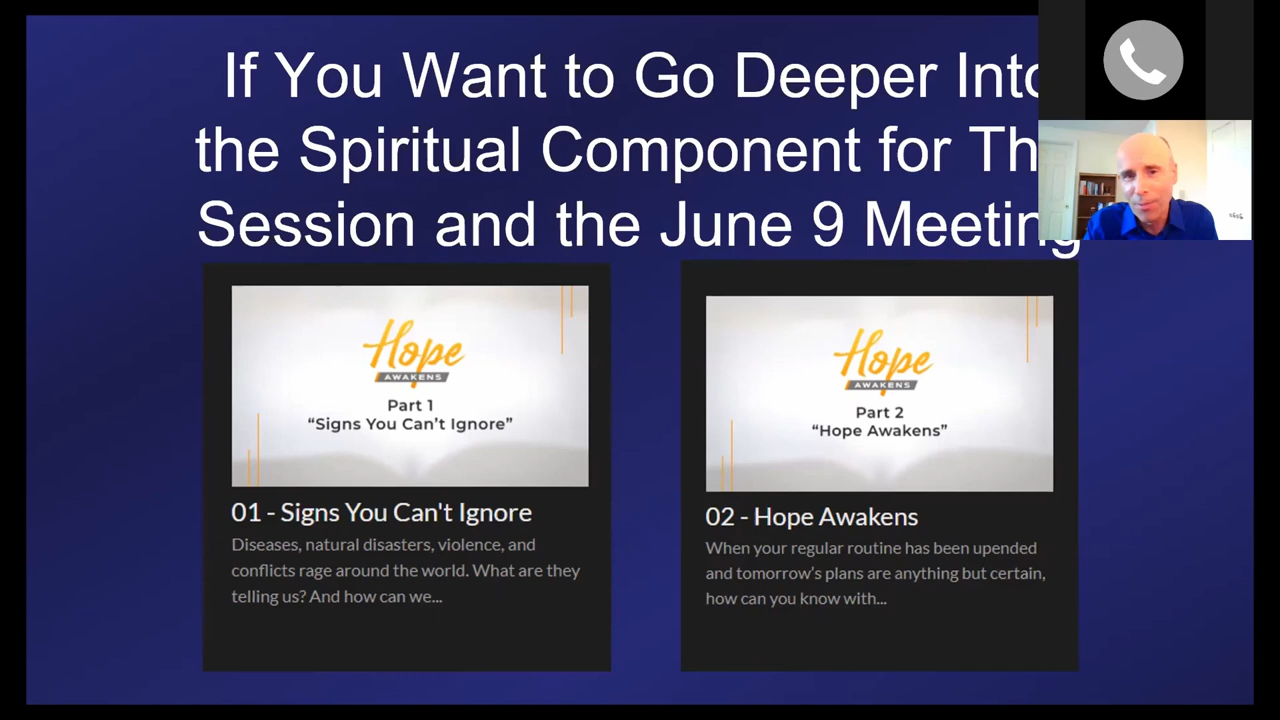 If You Want to Go Deeper Into
the Spiritual Component for
Session and the June 9 Meeting
Hope
AWAKENS
Part 1
“Signs You Can’t Ignore”
01 - Signs You Can't Ignore
Diseases, natural disasters, violence, and
conflicts rage around the world. What are they
telling us? And how can we...
Hope
AWAKENS
Part 2
“Hope Awakens”
02 - Hope Awakens
When your regular routine has been upended
and tomorrow’s plans are anything but certain,
how can you know with...